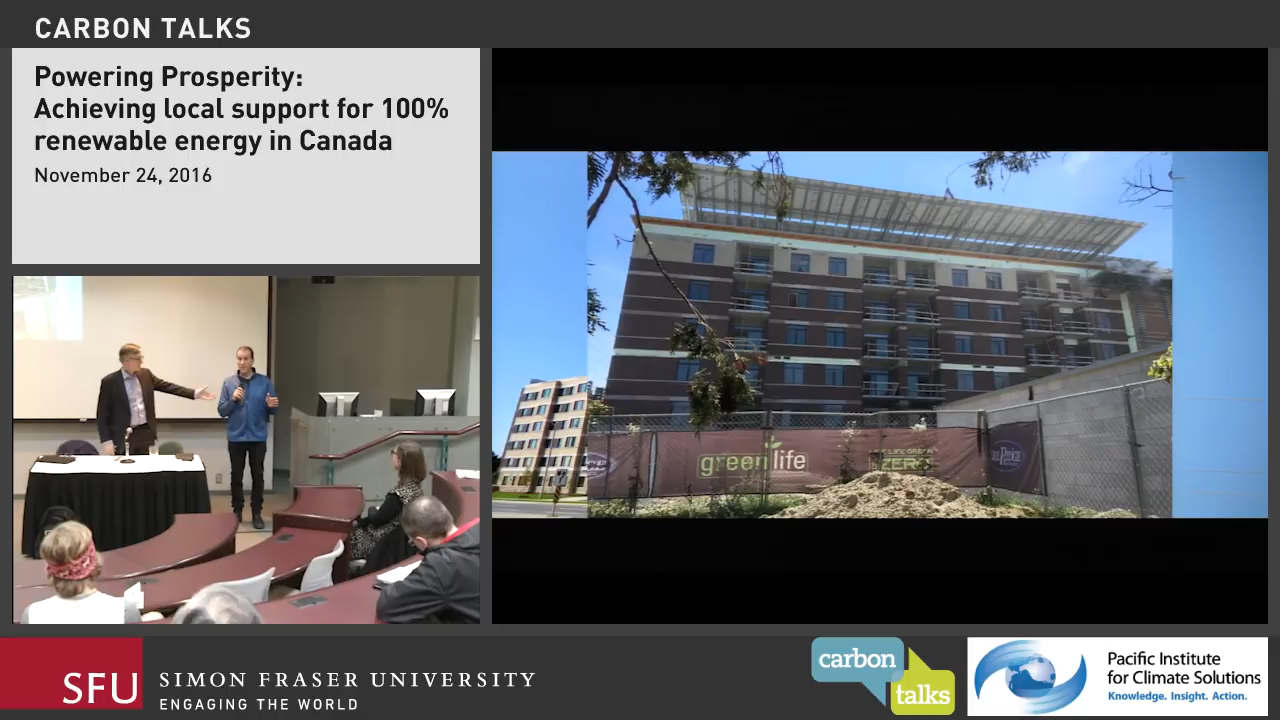 CARBON TALKS
Powering Prosperity:
Achieving local support for 100%
renewable energy in Canada
November 24, 2016
greenlife
ZERO
SFU
SIMON FRASER UNIVERSITY
ENGAGING THE WORLD
carbon
talks
Pacific Institute
for Climate Solutions
Knowledge. Insight. Action.